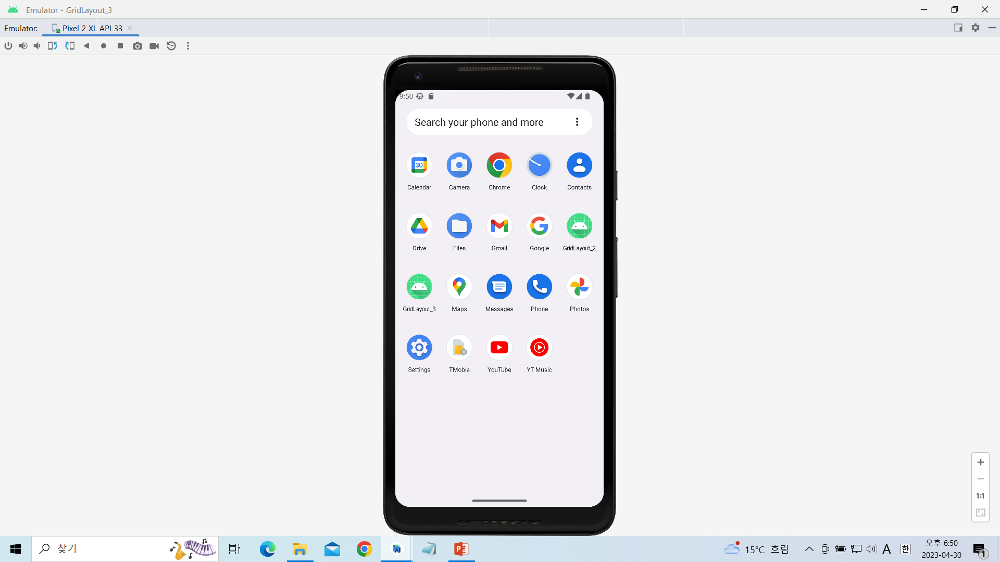 Emulator - GridLayout_3
Emulator: Pixel 2 XL API 33
9:50
Search your phone and more
30
Calendar Camera Chrome Clock Contacts
Drive Files Gmail Google GridLayout_2
GridLayout_3 Maps Messages Phone Photos
Settings TMoble YouTube YT Music
1:1
찾기
15°C 흐림
A
한
오후 6:50
2023-04-30
1